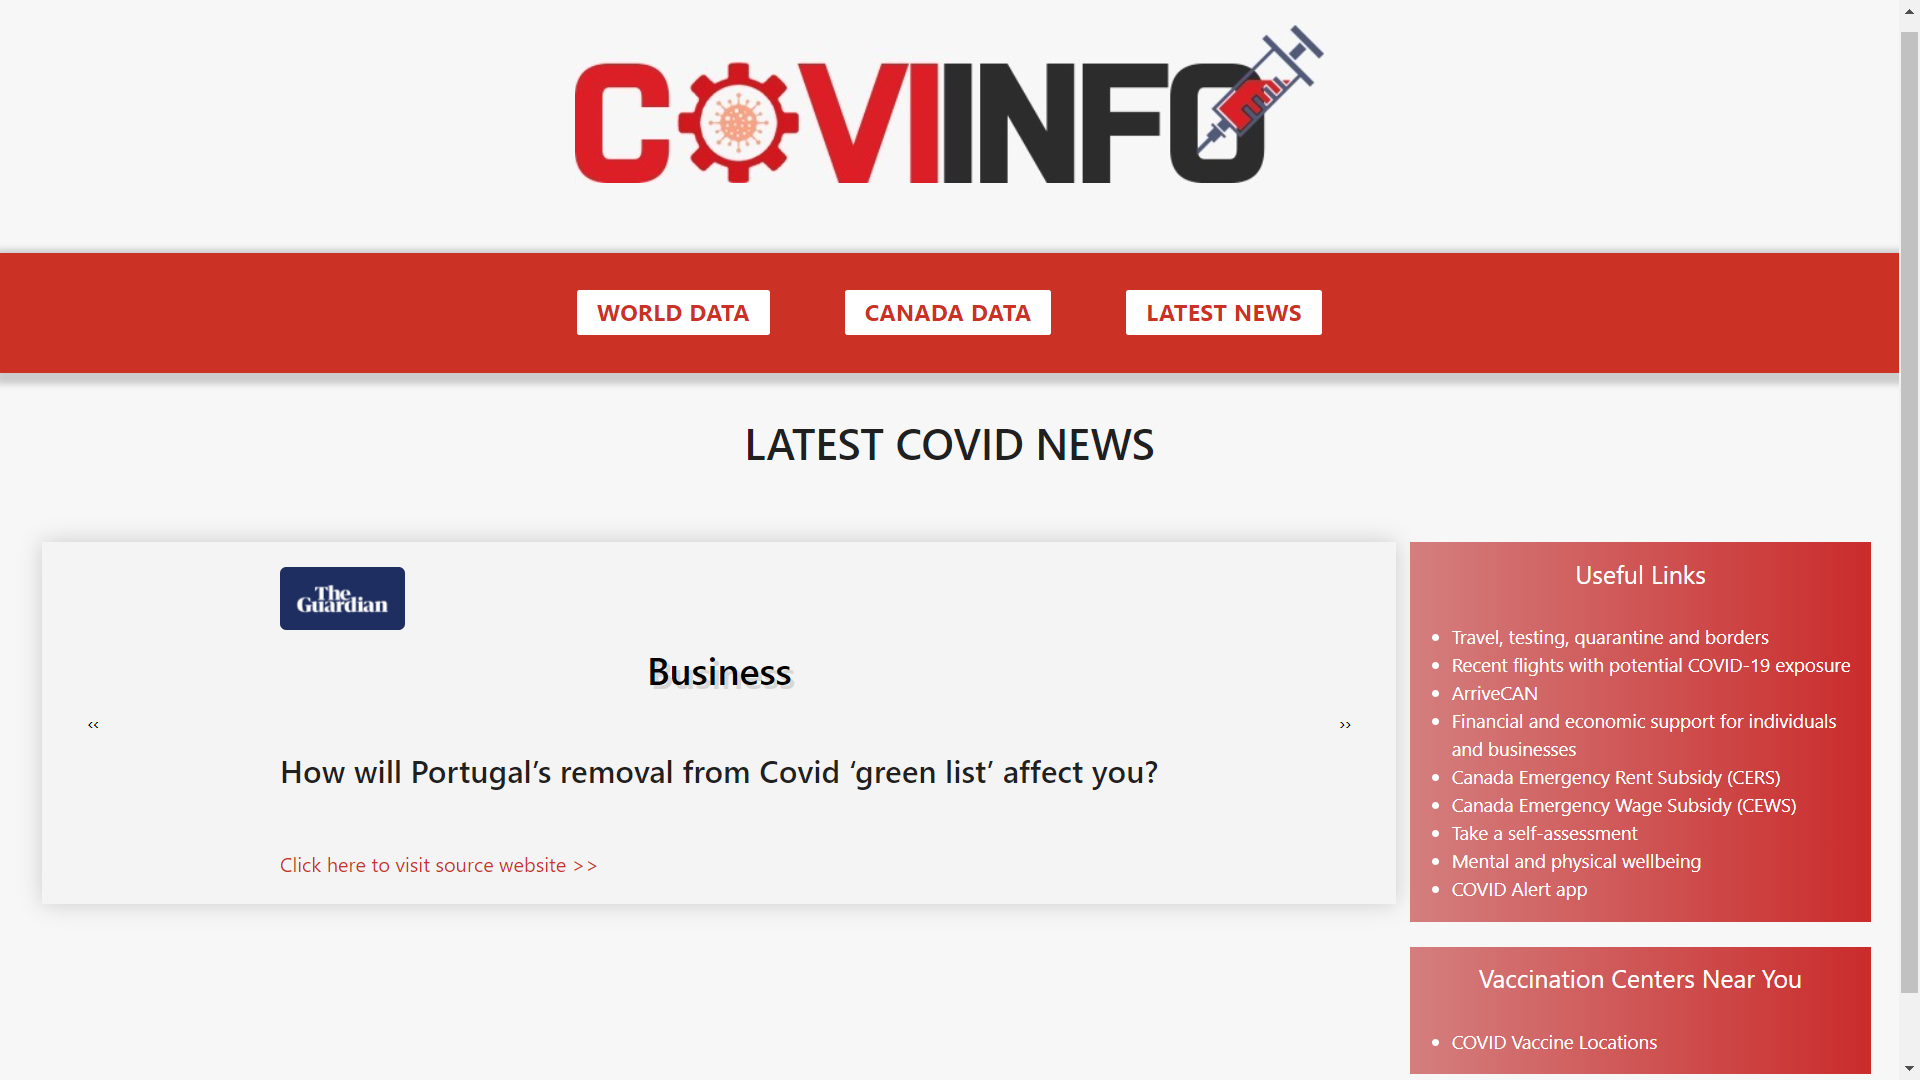 COVIINFO
WORLD DATA
CANADA DATA
LATEST NEWS
LATEST COVID NEWS
The
Guardian
Business
‹‹
››
How will Portugal’s removal from Covid ‘green list’ affect you?
Click here to visit source website >>
Useful Links
Travel, testing, quarantine and borders
Recent flights with potential COVID-19 exposure
ArriveCAN
Financial and economic support for individuals
and businesses
Canada Emergency Rent Subsidy (CERS)
Canada Emergency Wage Subsidy (CEWS)
Take a self-assessment
Mental and physical wellbeing
COVID Alert app
Vaccination Centers Near You
COVID Vaccine Locations